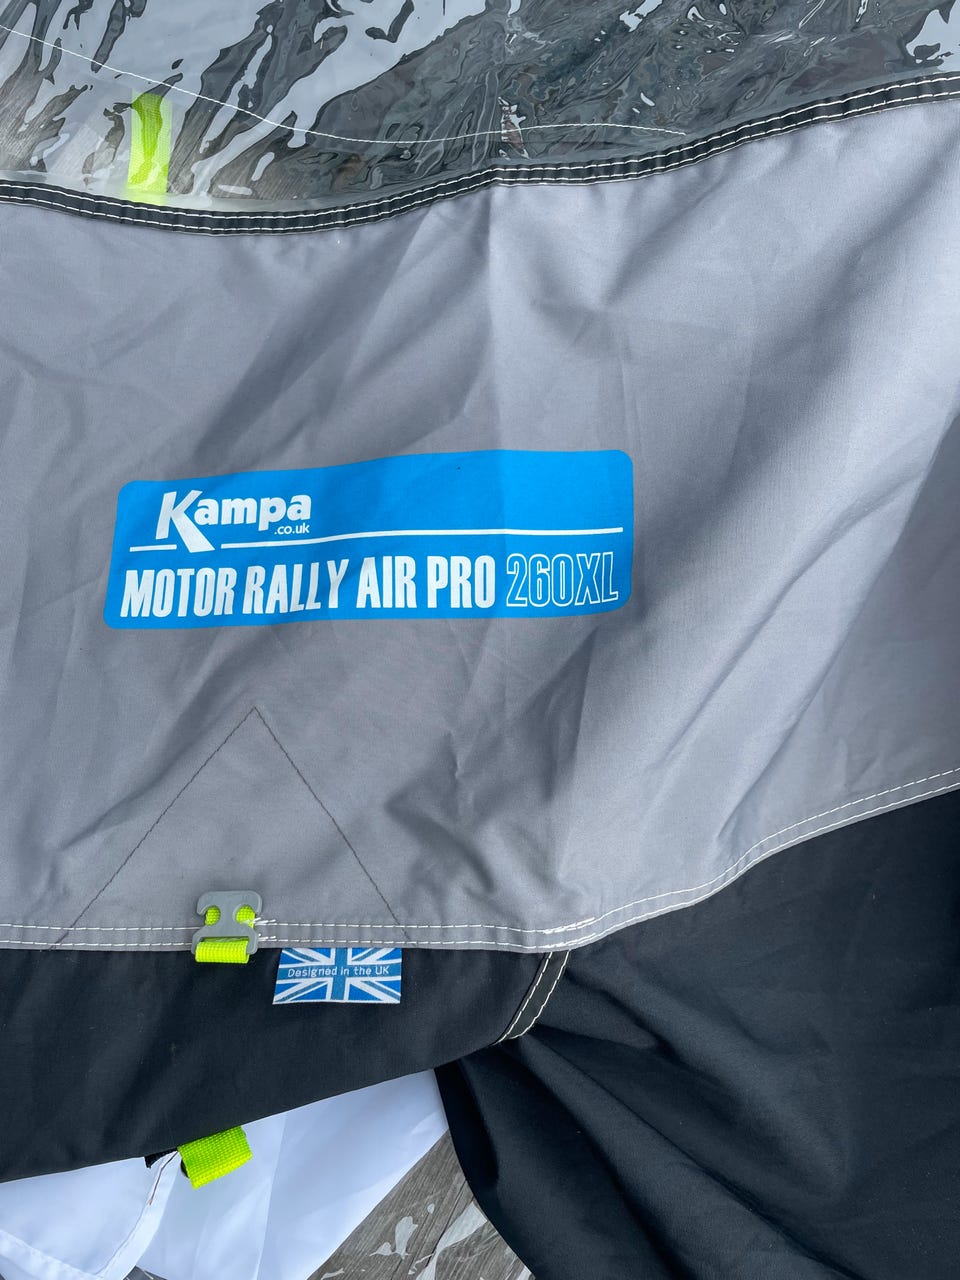 Kampa
.co.uk
MOTOR RALLY AIR PRO 260XL
Designed in the UK